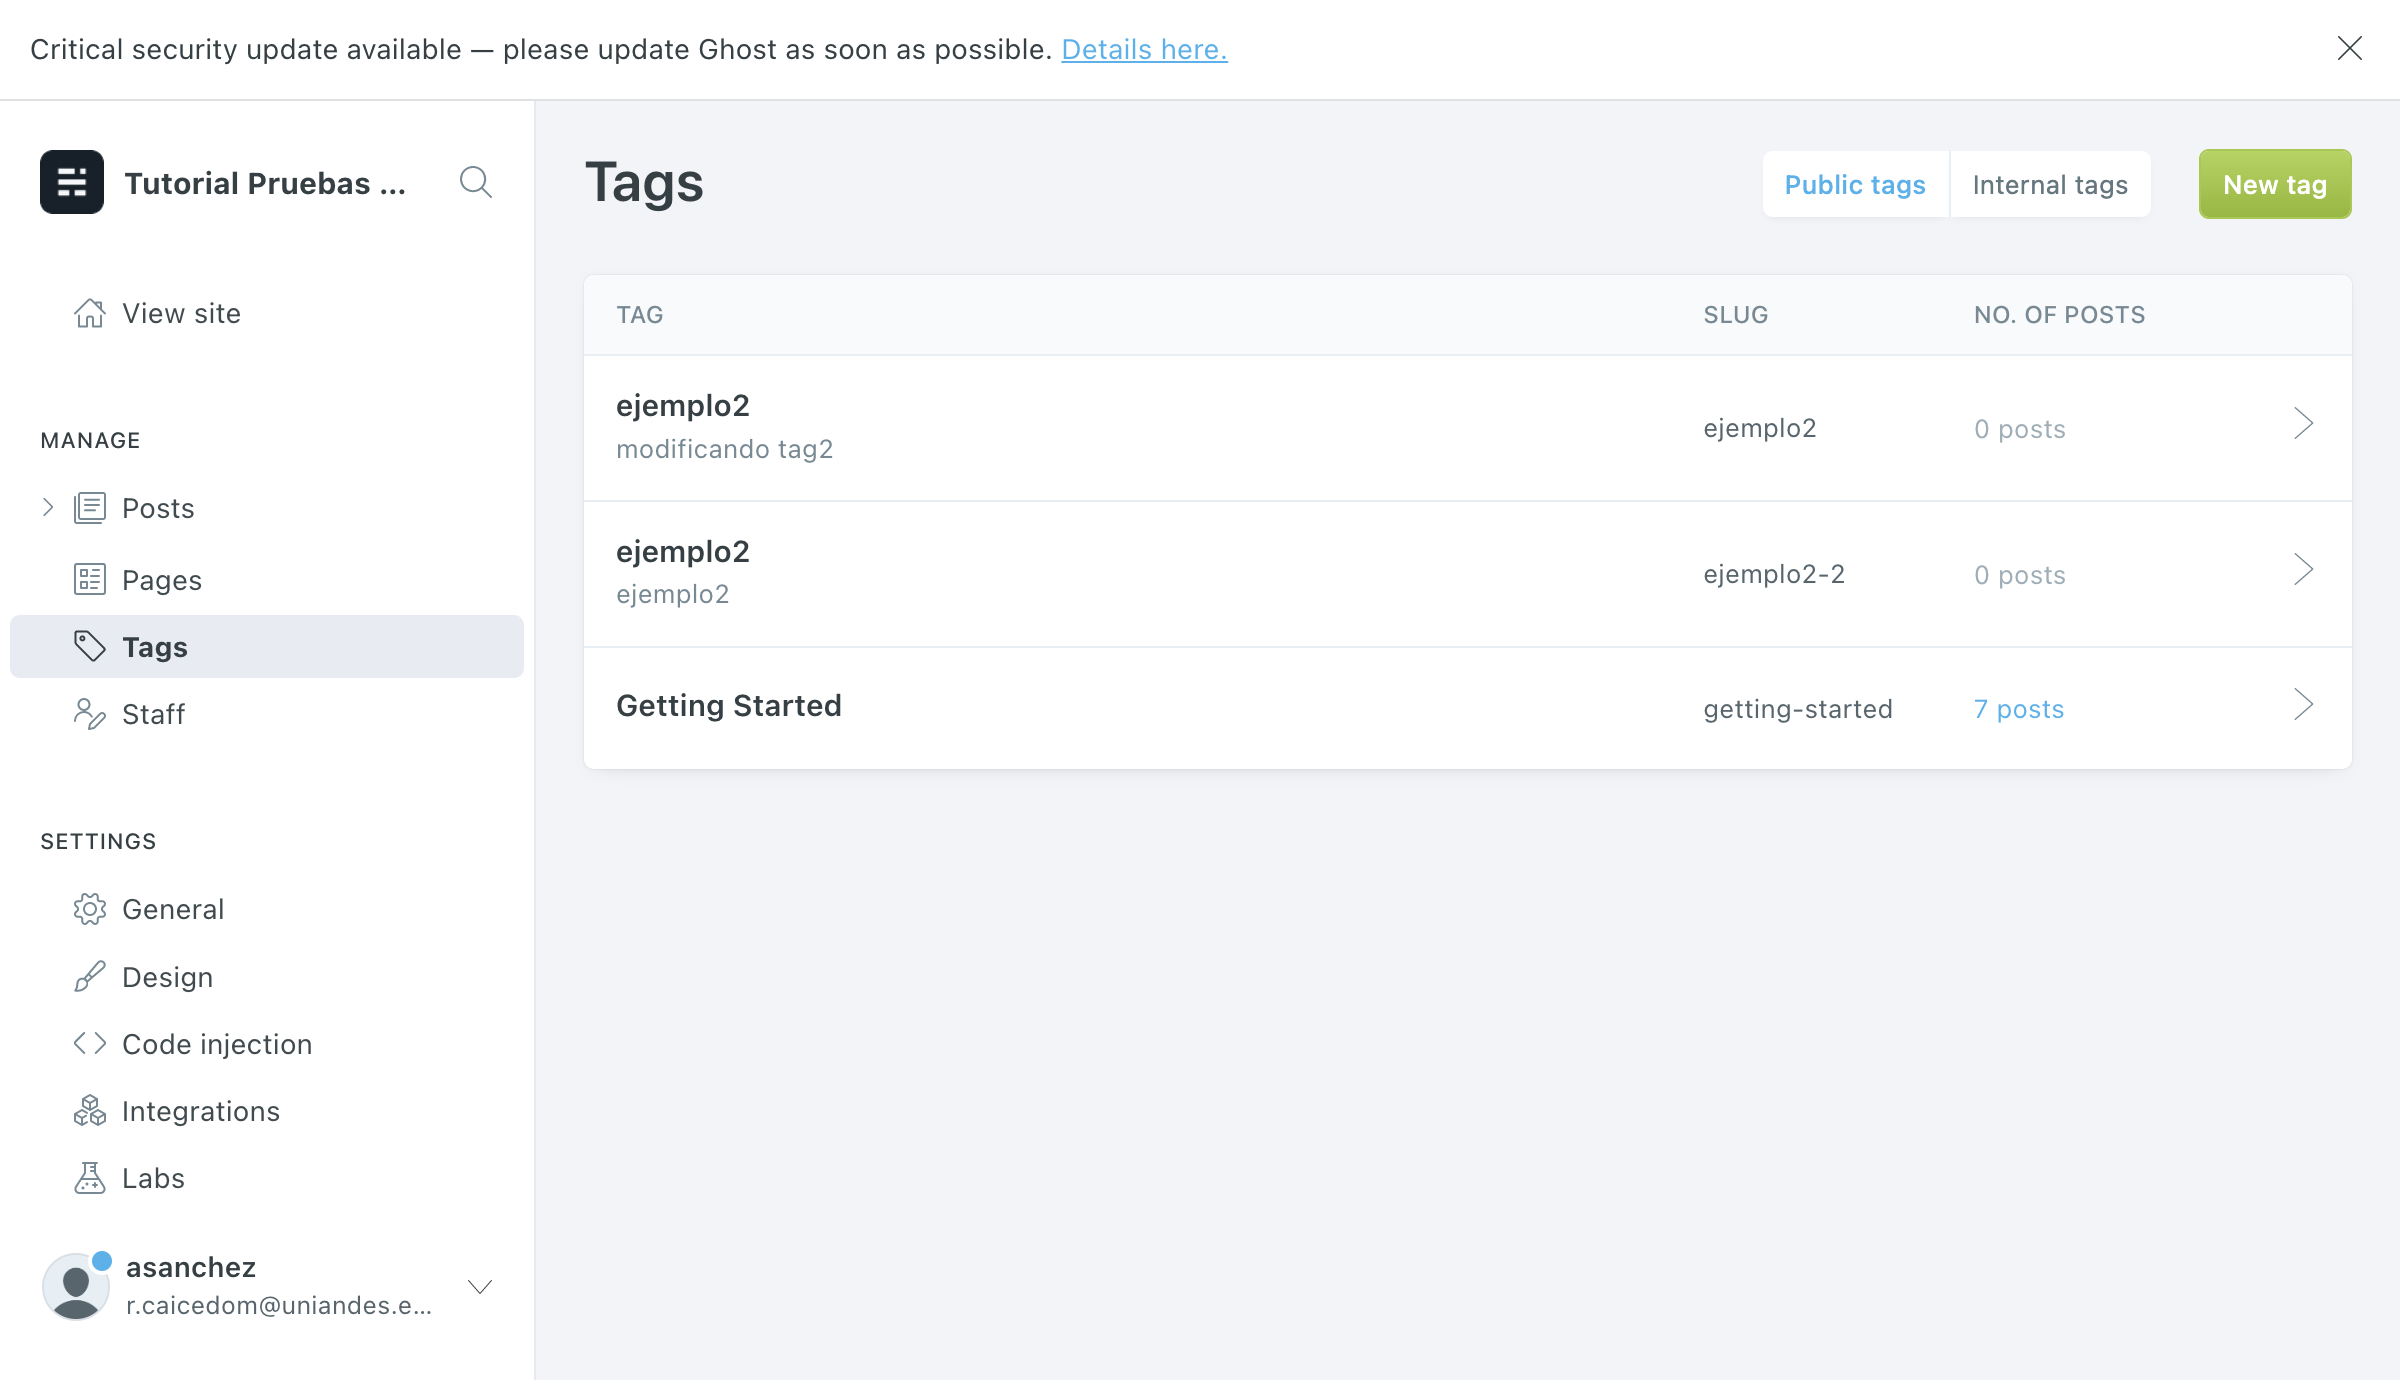 Critical security update available — please update Ghost as soon as possible. Details here.
Tutorial Pruebas ...
View site
MANAGE
Posts
Pages
Tags
Staff
SETTINGS
General
Design
Code injection
Integrations
Labs
asanchez
r.caicedom@uniandes.e...
Tags
Public tags
Internal tags
New tag
TAG SLUG NO. OF POSTS
ejemplo2
modificando tag2
ejemplo2
0 posts
ejemplo2
ejemplo2
ejemplo2-2
0 posts
Getting Started
getting-started
7 posts